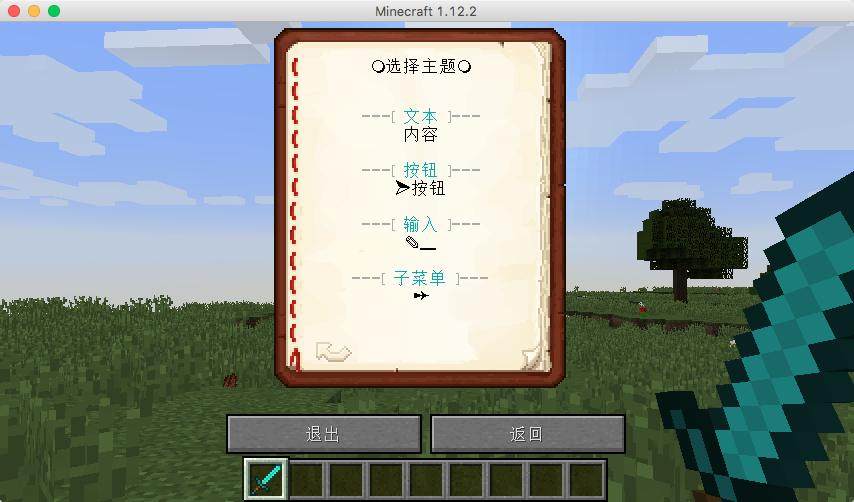 Minecraft 1.12.2
❍选择主题❍
---[ 文本 ]---
内容
---[ 按钮 ]---
➢按钮
---[ 输入 ]---
✎__
---[ 子菜单 ]---
➻
退出
返回